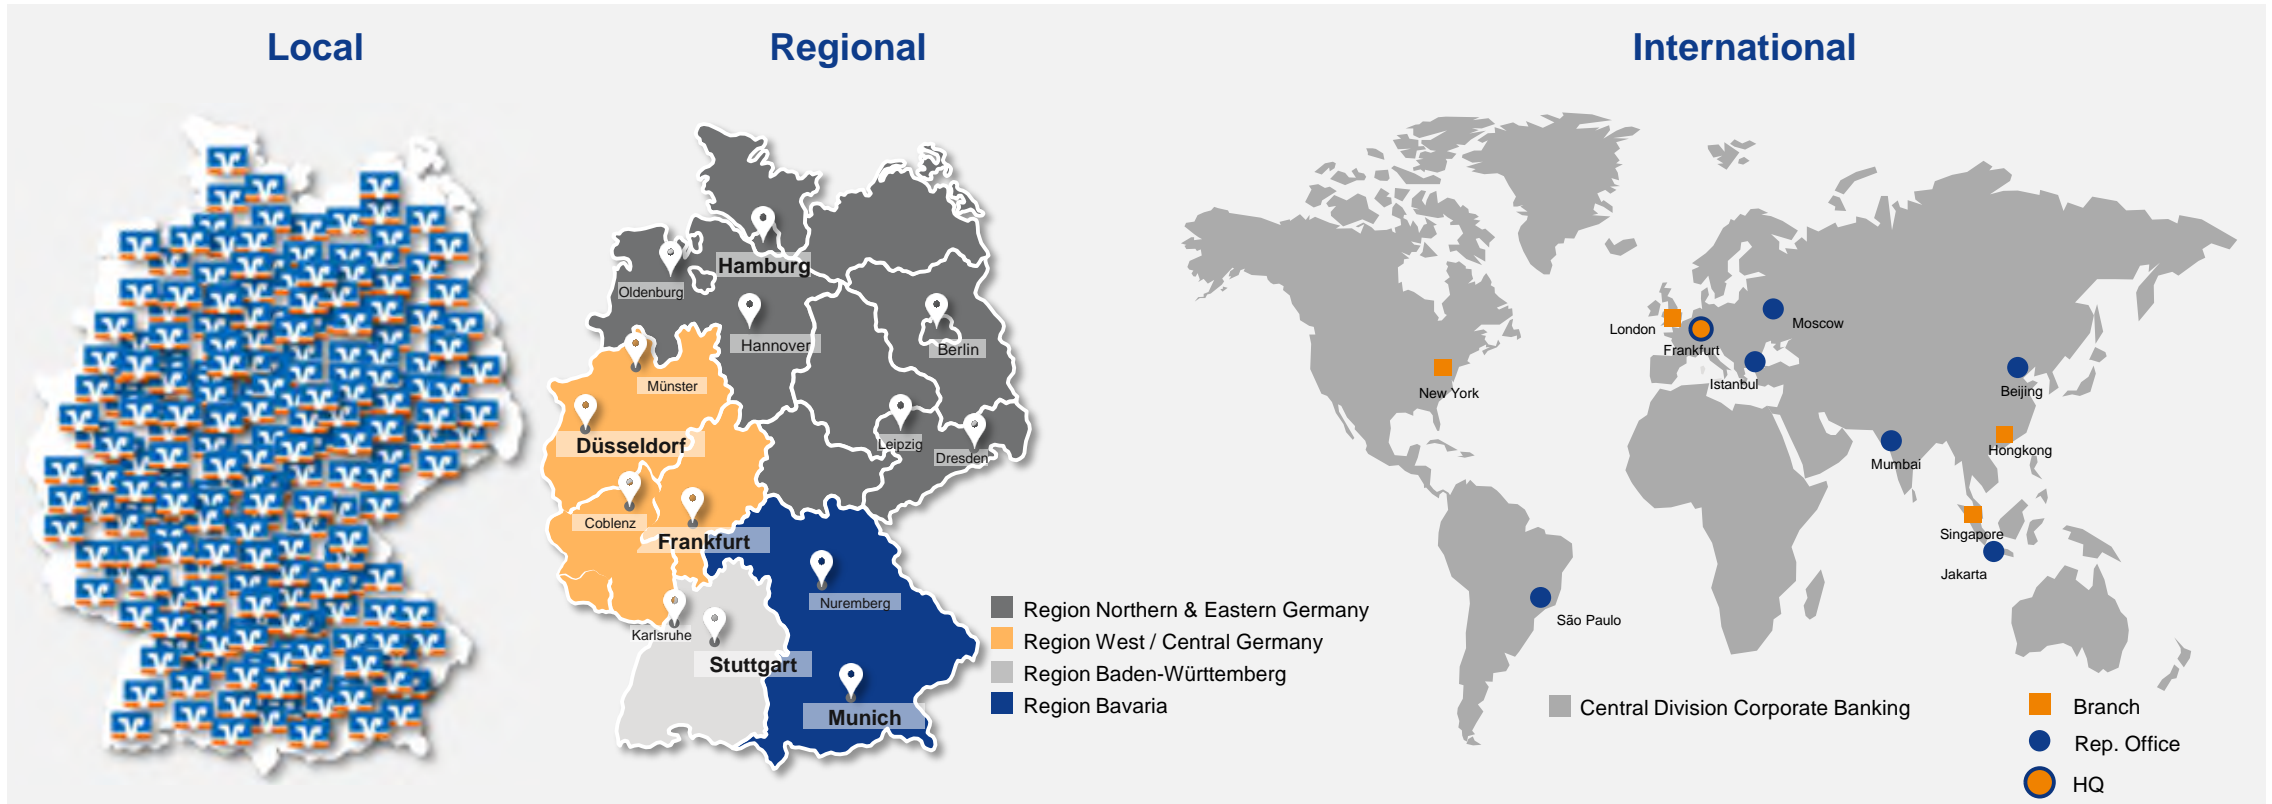 Local
Regional
International
Hamburg
Oldenburg
Hannover
Berlin
Münster
Düsseldorf
Leipzig
Dresden
Coblenz
Frankfurt
Nuremberg
Karlsruhe
Stuttgart
Munich
Region Northern & Eastern Germany
Region West / Central Germany
Region Baden-Württemberg
Region Bavaria
London
Moscow
Frankfurt
Istanbul
New York
Beijing
Hongkong
Mumbai
Singapore
Jakarta
São Paulo
Central Division Corporate Banking
Branch
Rep. Office
HQ